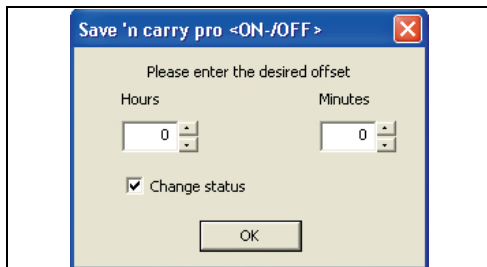 Save 'n carry pro <ON-/OFF>
Please enter the desired offset
Hours Minutes
0 0
Change status
OK